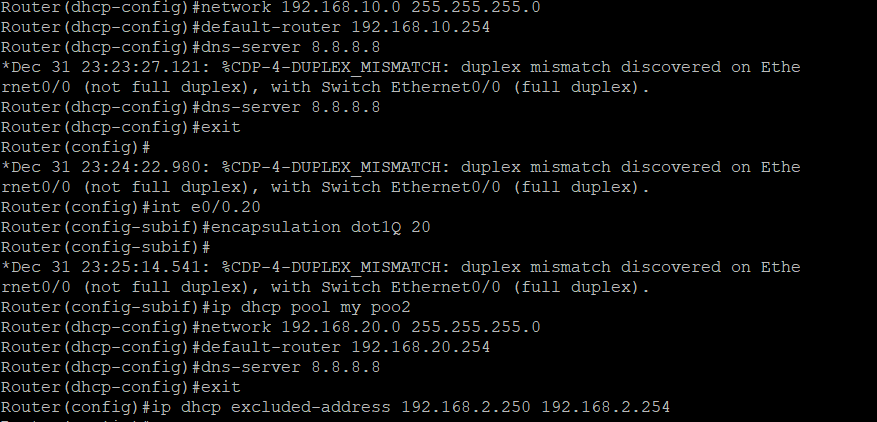 Router(dhcp-config)#network 192.168.10.0 255.255.255.0
Router(dhcp-config)#default-router 192.168.10.254
Router(dhcp-config)#dns-server 8.8.8.8
*Dec 31 23:23:27.121: %CDP-4-DUPLEX_MISMATCH: duplex mismatch discovered on Ethe
rnet0/0 (not full duplex), with Switch Ethernet0/0 (full duplex).
Router(dhcp-config)#dns-server 8.8.8.8
Router(dhcp-config)#exit
Router(config)#
*Dec 31 23:24:22.980: %CDP-4-DUPLEX_MISMATCH: duplex mismatch discovered on Ethe
rnet0/0 (not full duplex), with Switch Ethernet0/0 (full duplex).
Router(config)#int e0/0.20
Router(config-subif)#encapsulation dot1Q 20
Router(config-subif)#
*Dec 31 23:25:14.541: %CDP-4-DUPLEX_MISMATCH: duplex mismatch discovered on Ethe
rnet0/0 (not full duplex), with Switch Ethernet0/0 (full duplex).
Router(config-subif)#ip dhcp pool my poo2
Router(dhcp-config)#network 192.168.20.0 255.255.255.0
Router(dhcp-config)#default-router 192.168.20.254
Router(dhcp-config)#dns-server 8.8.8.8
Router(dhcp-config)#exit
Router(config)#ip dhcp excluded-address 192.168.2.250 192.168.2.254